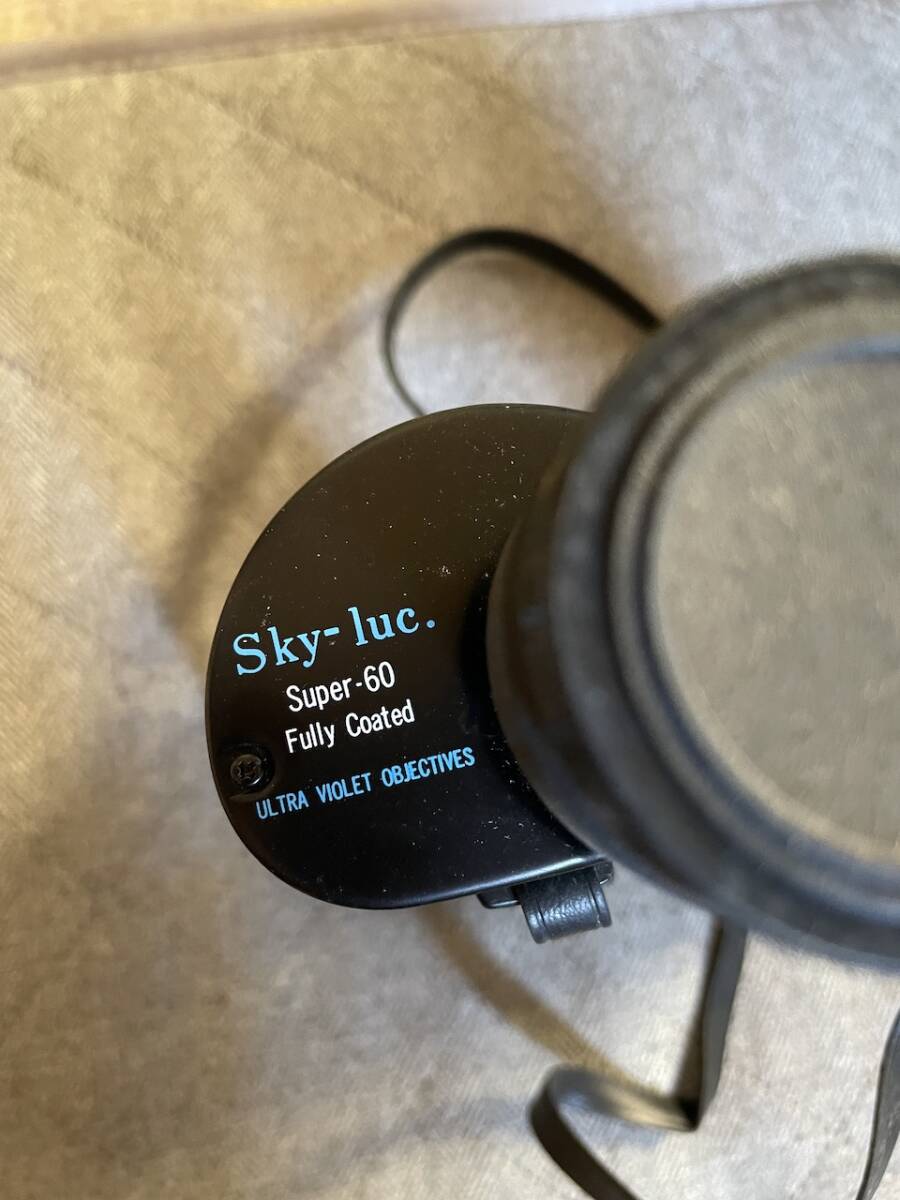 Sky-luc.
Super-60
Fully Coated
ULTRA VIOLET OBJECTIVES